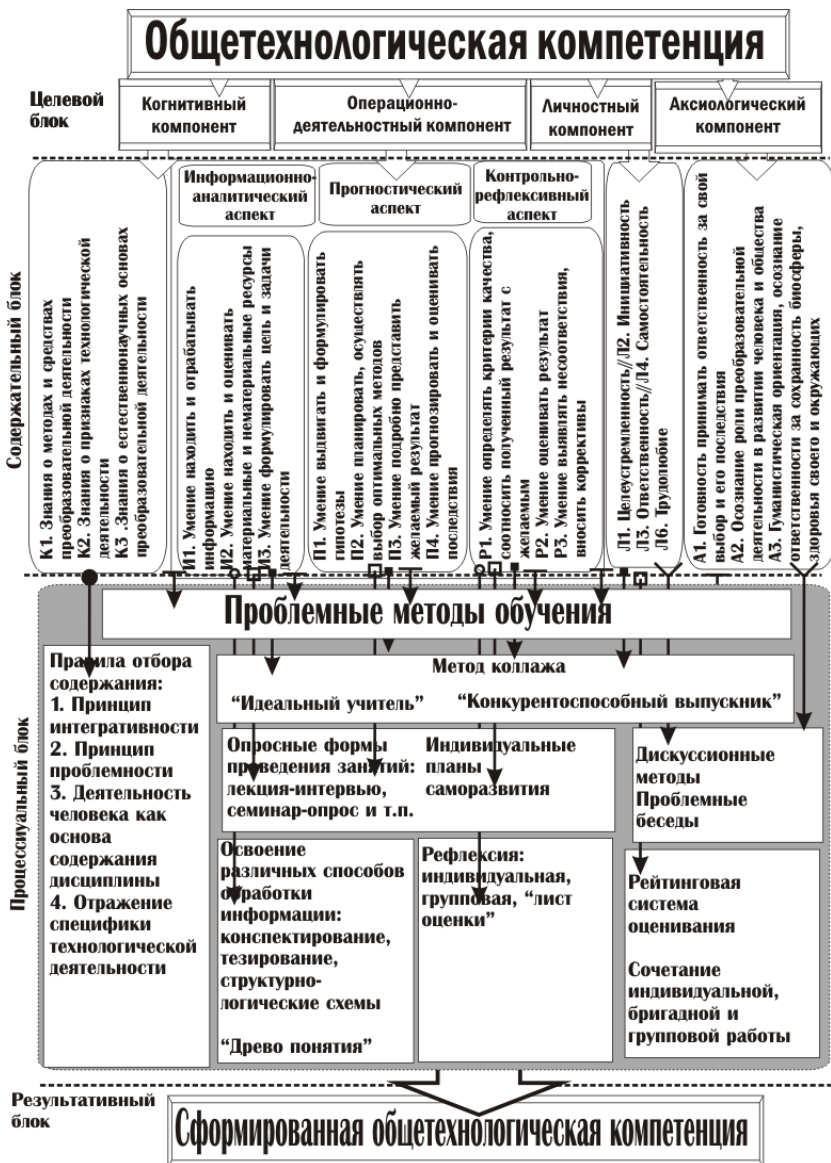 Общетехнологическая компетенция
Целевой
блок
Когнитивный
компонент
Операционно-
деятельностный компонент
Личностный
компонент
Аксиологический
компонент
Содержательный блок
Информационно-
аналитический
аспект
Прогностический
аспект
Контрольно-
рефлексивный
аспект
К1. Знания о методах и средствах
преобразовательной деятельности
К2. Знания о признаках технологической
деятельности
К3 .Знания о естественнонаучных основах
преобразовательной деятельности
И1. Умение находить и отрабатывать
информацию
И2. Умение находить и оценивать
материальные и нематериальные ресурсы
И3. Умение формулировать цель и задачи
деятельности
П1. Умение выдвигать и формулировать
гипотезы
П2. Умение планировать, осуществлять
выбор оптимальных методов
П3. Умение подробно представить
желаемый результат
П4. Умение прогнозировать и оценивать
последствия
Р1. Умение определять критерии качества,
соотносить полученный результат с
желаемым
Р2. Умение оценивать результат
Р3. Умение выявлять несоответствия,
вносить коррективы
Л1. Целеустремленность//Л2. Инициативность
Л3. Ответственность//Л4. Самостоятельность
Л6. Трудолюбие
А1. Готовность принимать ответственность за свой
выбор и его последствия
А2. Осознание роли преобразовательной
деятельности в развитии человека и общества
А3. Гуманистическая ориентация, осознание
ответственности за сохранность биосферы,
здоровья своего и окружающих
Процессиуальный блок
Проблемные методы обучения
Правила отбора
содержания:
1. Принцип
интегративности
2. Принцип
проблемности
3. Деятельность
человека как
основа
содержания
дисциплины
4. Отражение
специфики
технологической
деятельности
Метод коллажа
“Идеальный учитель” “Конкурентоспособный выпускник”
Опросные формы
проведения занятий:
лекция-интервью,
семинар-опрос и т.п.
Индивидуальные
планы
саморазвития
Дискуссионные
методы
Проблемные
беседы
Освоение
различных способов
обработки
информации:
конспектирование,
тезирование,
структурно-
логические схемы
“Древо понятия”
Рефлексия:
индивидуальная,
групповая, “лист
оценки”
Рейтинговая
система
оценивания
Сочетание
индивидуальной,
бригадной и
групповой работы
Результативный
блок
Сформированная общетехнологическая компетенция